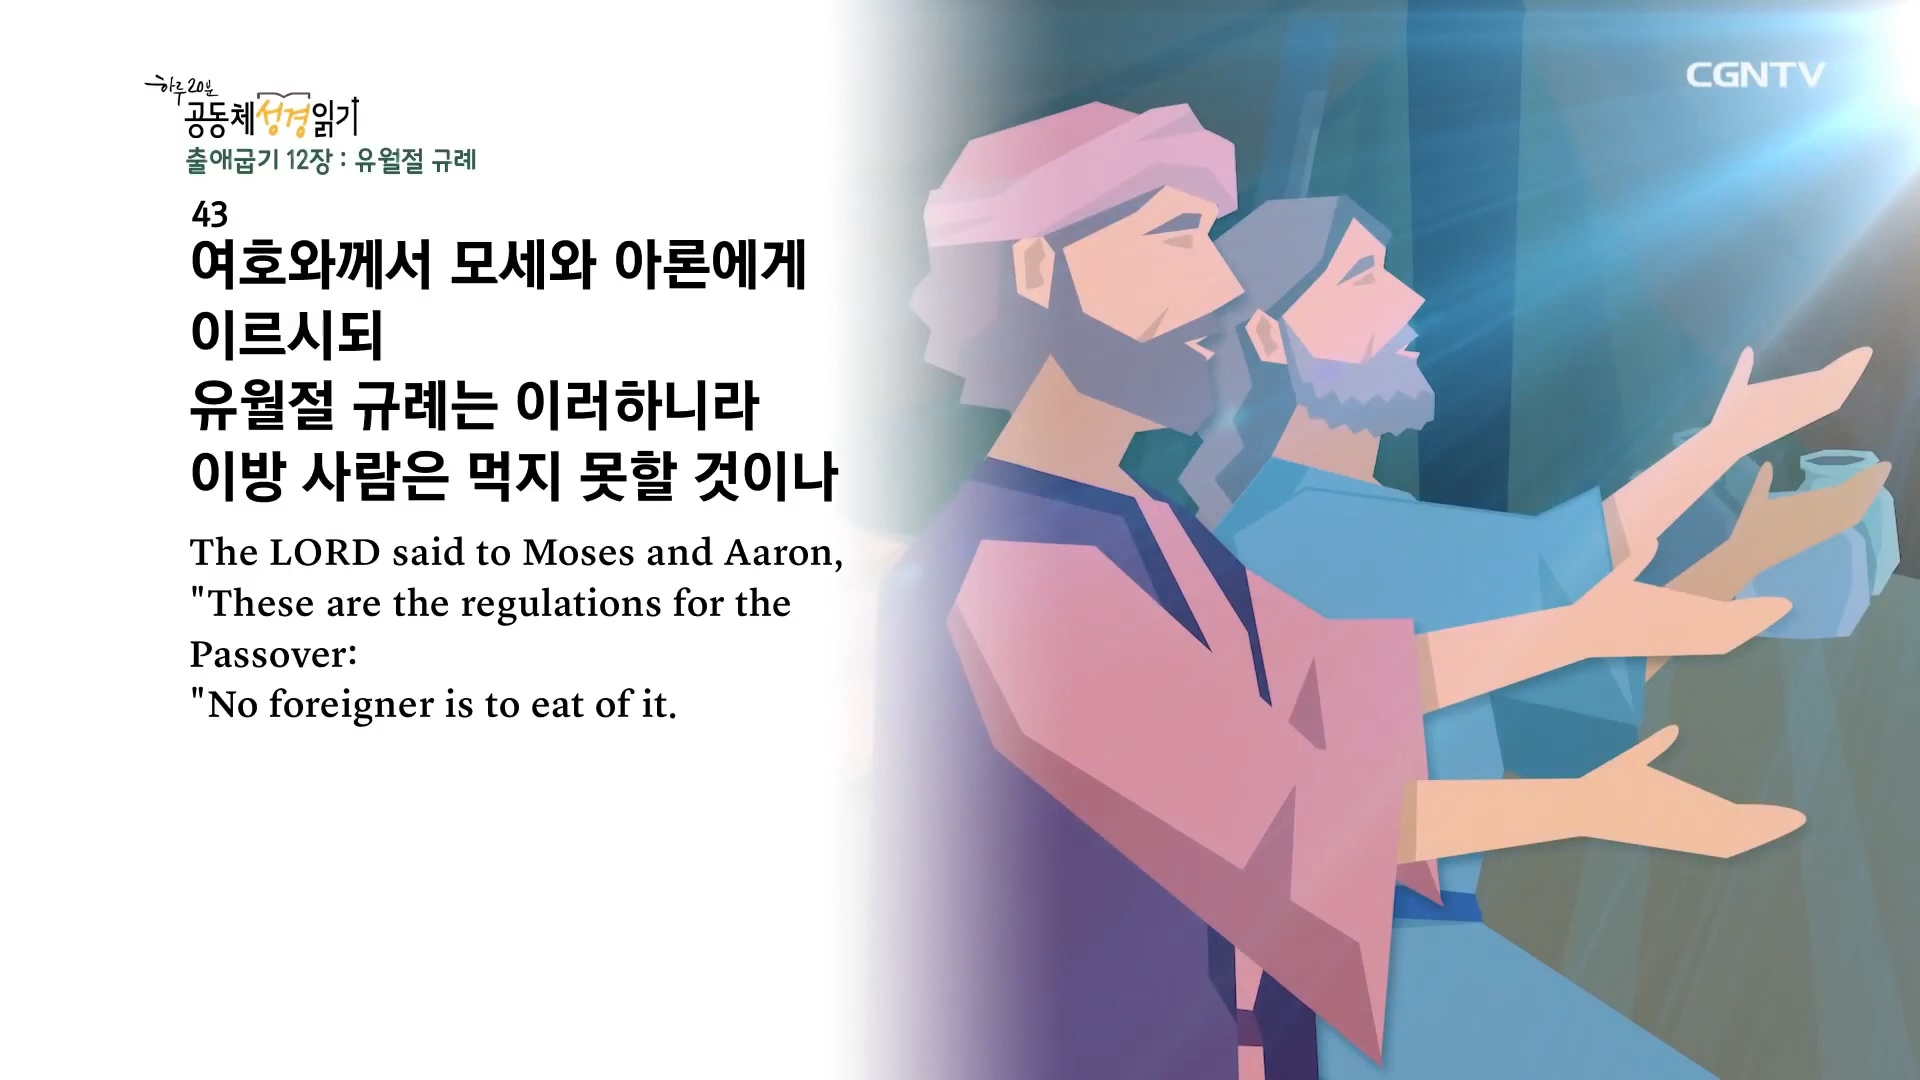 하루 20분
공동체성경읽기
출애굽기 12장 : 유월절 규례
CGNTV
43
여호와께서 모세와 아론에게
이르시되
유월절 규례는 이러하니라
이방 사람은 먹지 못할 것이나
The LORD said to Moses and Aaron,
"These are the regulations for the
Passover:
"No foreigner is to eat of it.